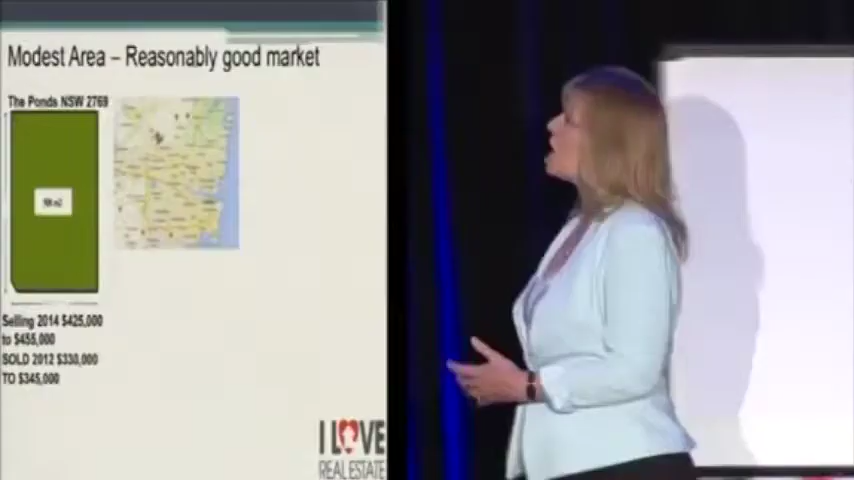 Modest Area – Reasonably good market
The Ponds NSW 2769
Selling 2014 $425,000
to $455,000
SOLD 2012 $330,000
TO $345,000
I L VE
REAL ESTATE